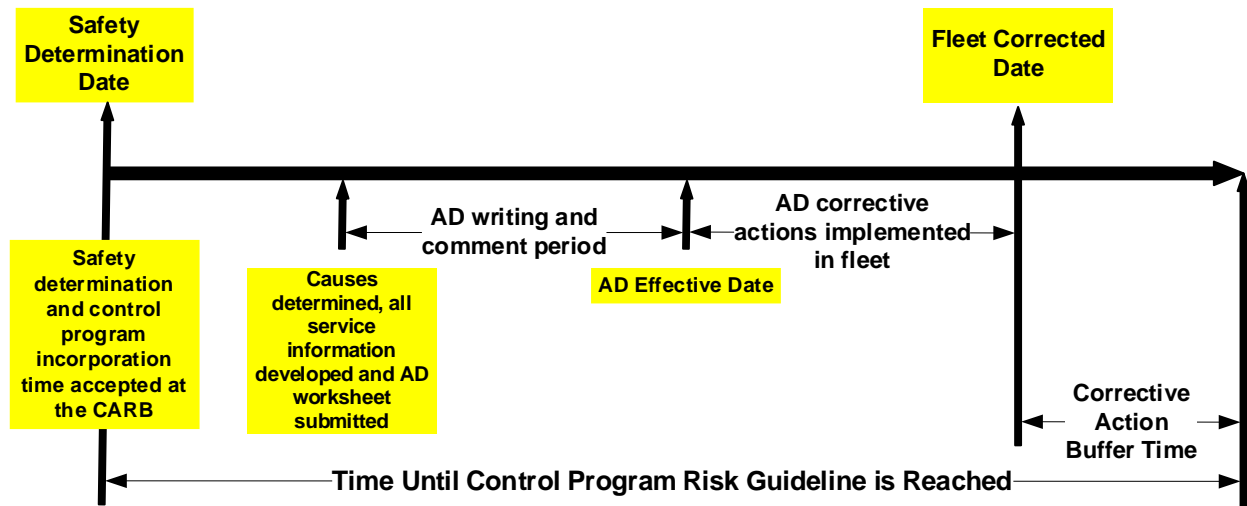 Safety
Determination
Date
Fleet Corrected
Date
AD writing and
comment period
AD corrective
actions implemented
in fleet
Safety
determination
and control
program
incorporation
time accepted at
the CARB
Causes
determined, all
service
information
developed and AD
worksheet
submitted
AD Effective Date
Corrective
Action
Buffer Time
Time Until Control Program Risk Guideline is Reached